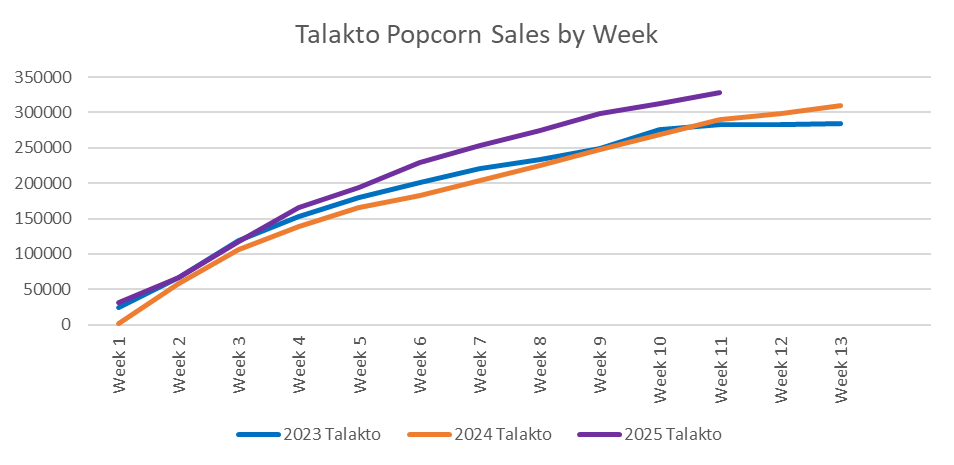 Talakto Popcorn Sales by Week
350000
300000
250000
200000
150000
100000
50000
0
Week 1
Week 2
Week 3
Week 4
Week 5
Week 6
Week 7
Week 8
Week 9
Week 10
Week 11
Week 12
Week 13
2023 Talakto 2024 Talakto 2025 Talakto